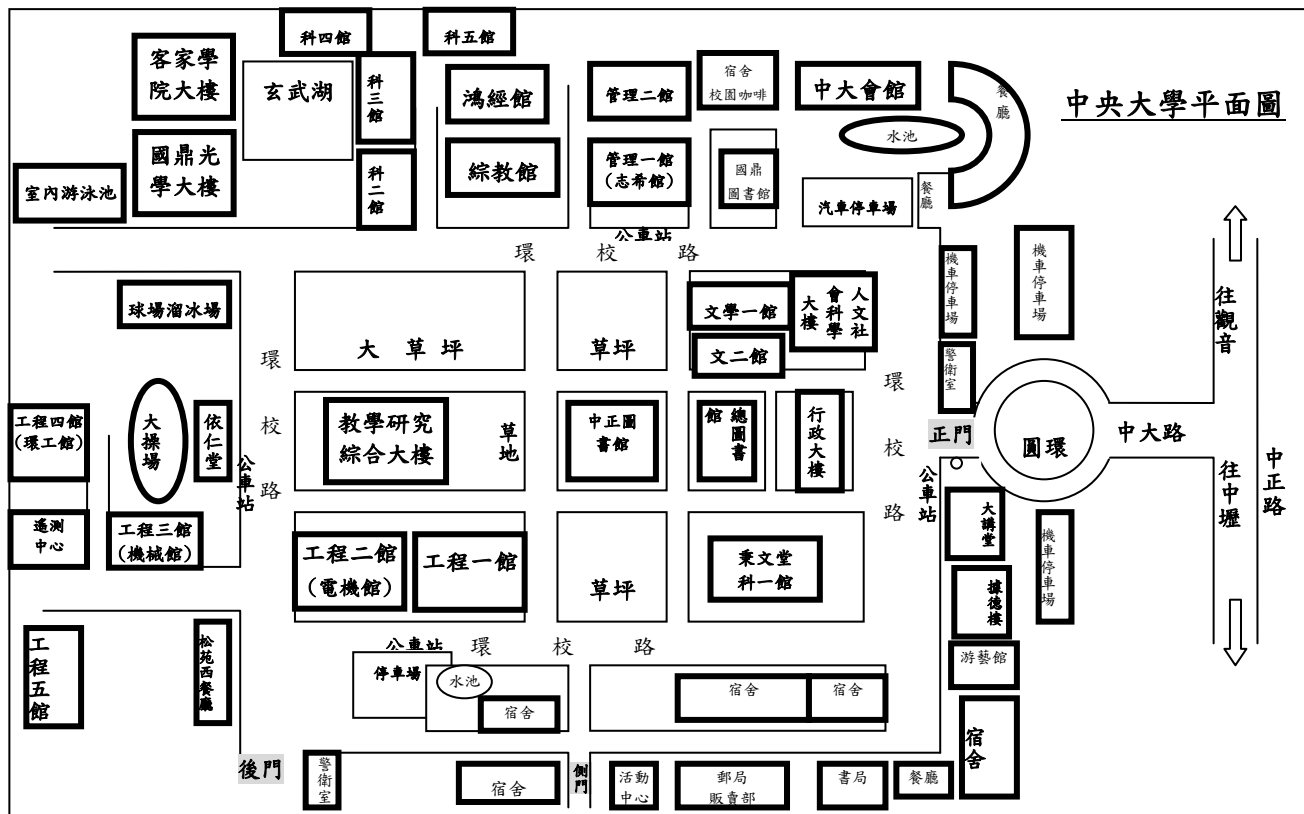 中央大學平面圖
科四館
科五館
客家學
院大樓
玄武湖
科三館
鴻經館
管理二館
宿舍
校園咖啡
中大會館
餐廳
水池
國鼎光
學大樓
室內游泳池
科二館
綜教館
管理一館
(志希館)
國鼎
圖書館
汽車停車場
餐廳
公車站
環 校 路
機車停車場
機車停車場
往觀音
球場溜冰場
大 草 坪
草坪
文學一館
人文社
會科學
大樓
文二館
環 校 路
環 校 路
警衛室
工程四館
(環工館)
大操場
依仁堂
公車站
教學研究
綜合大樓
草地
中正圖
書館
總圖書
館
行政大樓
正門
圓環
中大路
中正路
往中壢
公車站
遙測
中心
工程三館
(機械館)
工程二館
(電機館)
工程一館
草坪
秉文堂
科一館
大講堂
機車停車場
據德樓
公車站
環 校 路
工程五館
松苑西餐廳
停車場
水池
宿舍
宿舍
宿舍
游藝館
宿舍
後門
警衛室
宿舍
側門
活動
中心
郵局
販賣部
書局
餐廳